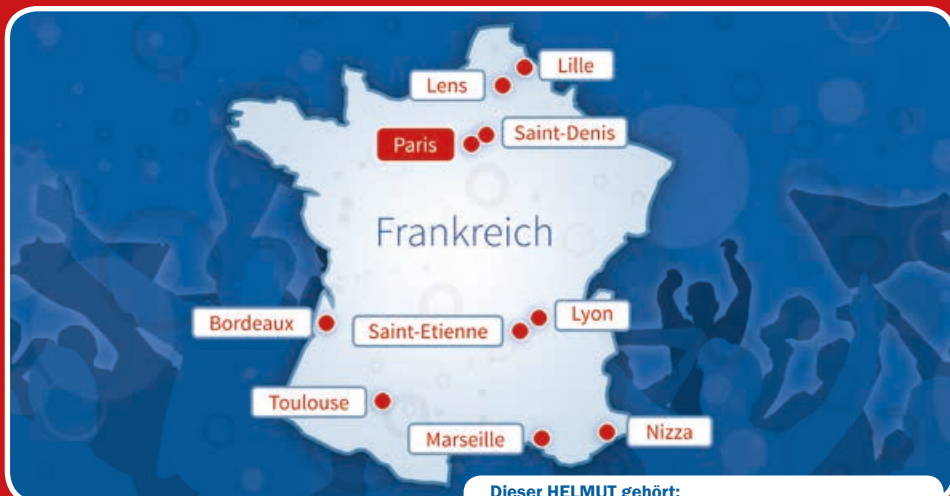 Lille
Lens
Saint-Denis
Paris
Frankreich
Lyon
Bordeaux
Saint-Etienne
Toulouse
Nizza
Marseille
Dieser HELMUT gehört: